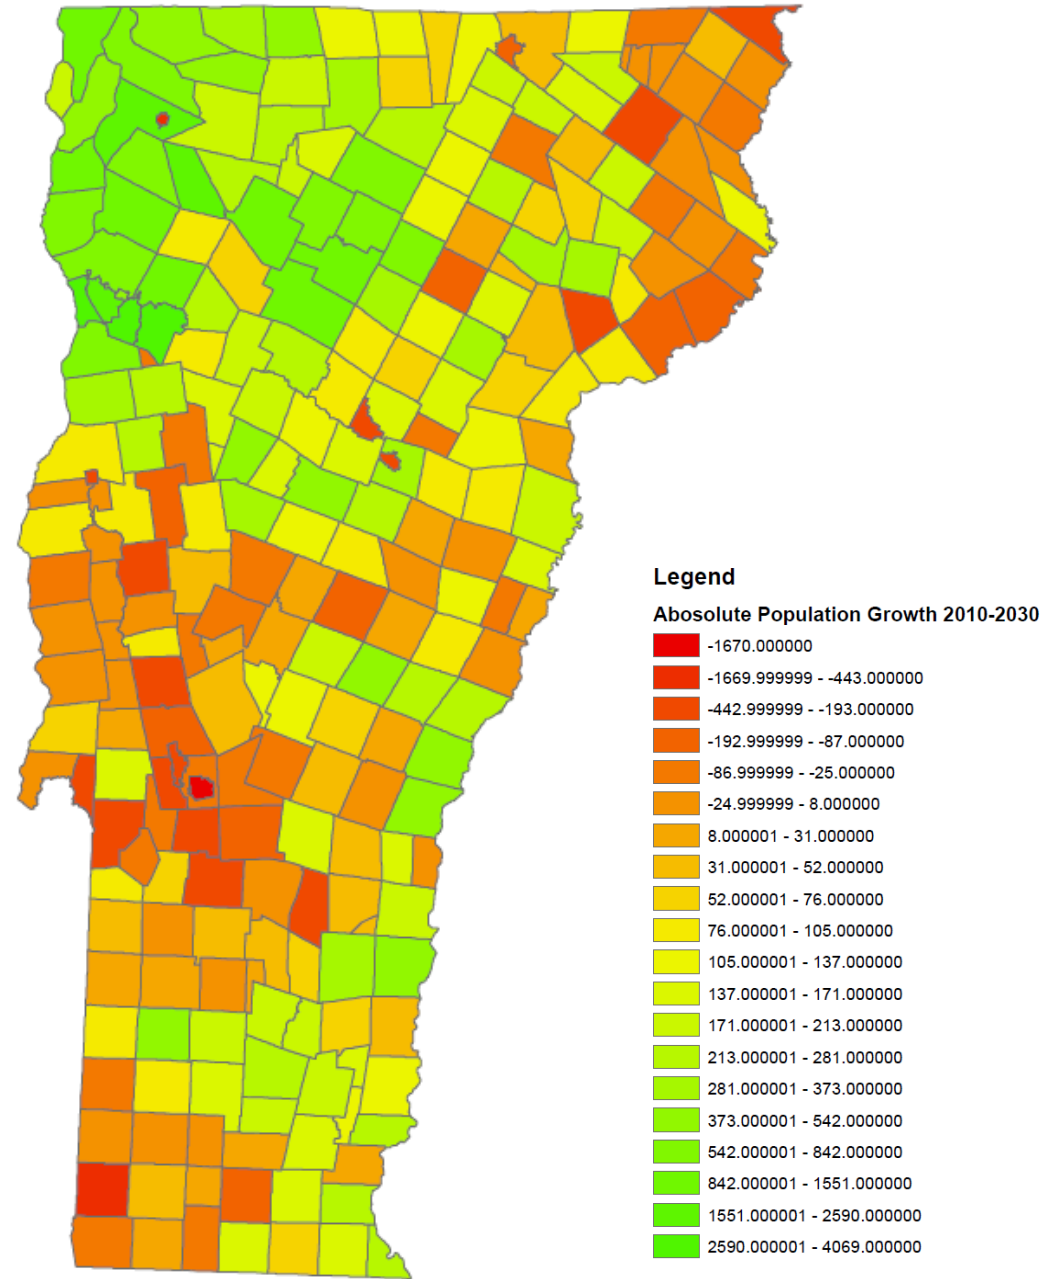 Legend
Abosolute Population Growth 2010-2030
-1670.000000
-1669.999999 - -443.000000
-442.999999 - -193.000000
-192.999999 - -87.000000
-86.999999 - -25.000000
-24.999999 - 8.000000
8.000001 - 31.000000
31.000001 - 52.000000
52.000001 - 76.000000
76.000001 - 105.000000
105.000001 - 137.000000
137.000001 - 171.000000
171.000001 - 213.000000
213.000001 - 281.000000
281.000001 - 373.000000
373.000001 - 542.000000
542.000001 - 842.000000
842.000001 - 1551.000000
1551.000001 - 2590.000000
2590.000001 - 4069.000000